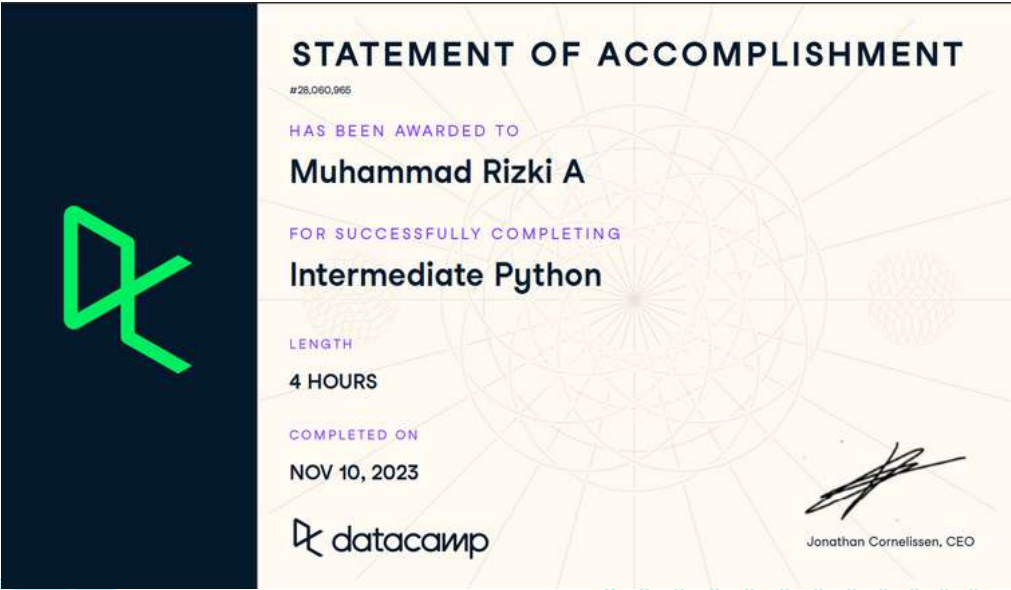 STATEMENT OF ACCOMPLISHMENT
#28,060,965
HAS BEEN AWARDED TO
Muhammad Rizki A
FOR SUCCESSFULLY COMPLETING
Intermediate Python
LENGTH
4 HOURS
COMPLETED ON
NOV 10, 2023
datacamp
Jonathan Cornelissen, CEO